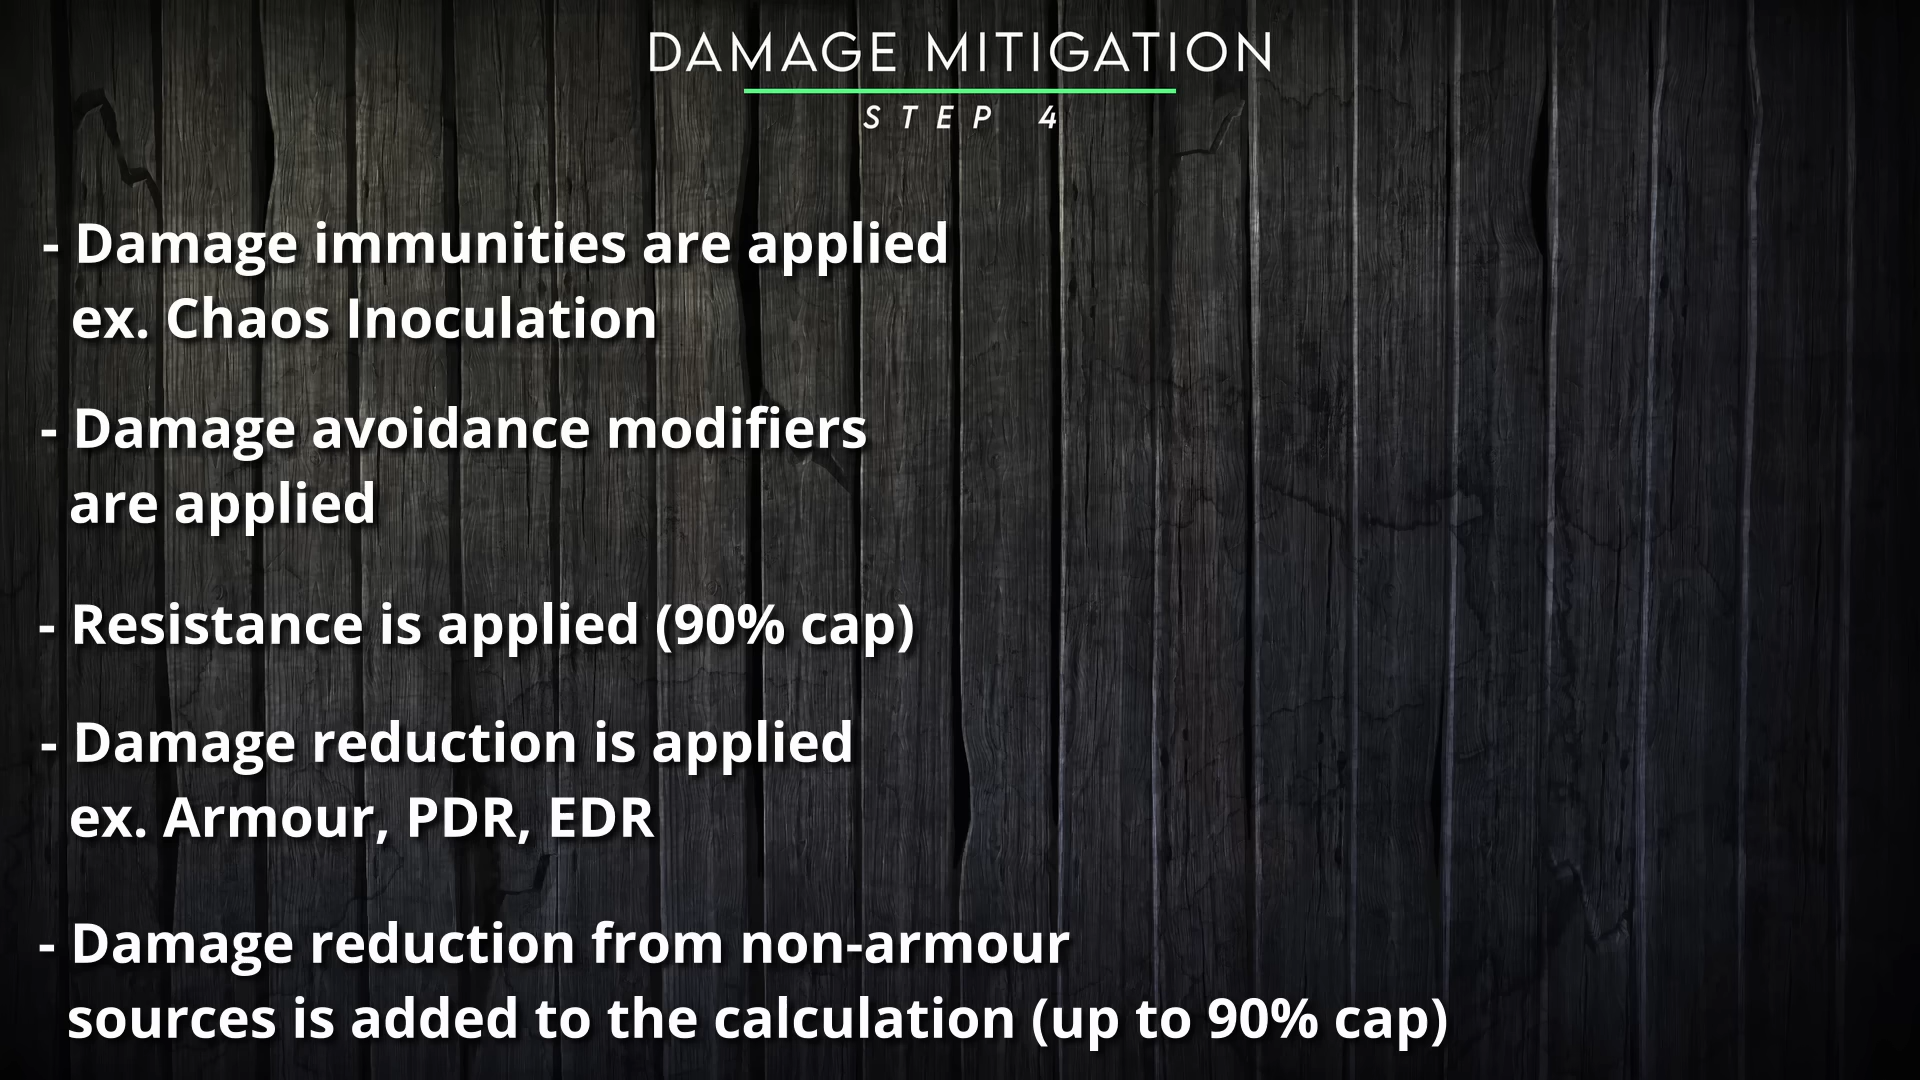 DAMAGE MITIGATION
STEP 4
- Damage immunities are applied
ex. Chaos Inoculation
- Damage avoidance modifiers
are applied
- Resistance is applied (90% cap)
- Damage reduction is applied
ex. Armour, PDR, EDR
- Damage reduction from non-armour
sources is added to the calculation (up to 90% cap)